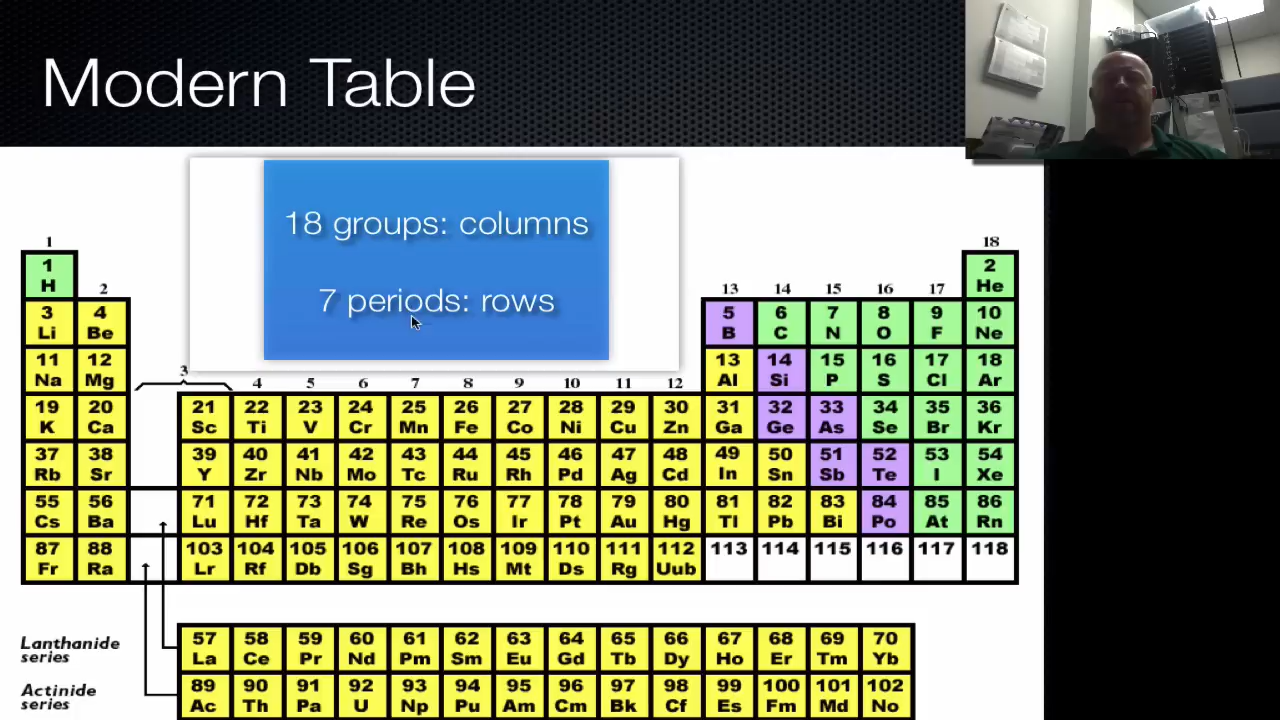 Modern Table
18 groups: columns
7 periods: rows
1 18
1 2
H 2 13 14 15 16 17 He
3 4 5 6 7 8 9 10
Li Be B C N O F Ne
11 12 13 14 15 16 17 18
Na Mg 3 4 5 6 7 8 9 10 11 12 Al Si P S Cl Ar
19 20 21 22 23 24 25 26 27 28 29 30 31 32 33 34 35 36
K Ca Sc Ti V Cr Mn Fe Co Ni Cu Zn Ga Ge As Se Br Kr
37 38 39 40 41 42 43 44 45 46 47 48 49 50 51 52 53 54
Rb Sr Y Zr Nb Mo Tc Ru Rh Pd Ag Cd In Sn Sb Te I Xe
55 56 71 72 73 74 75 76 77 78 79 80 81 82 83 84 85 86
Cs Ba Lu Hf Ta W Re Os Ir Pt Au Hg Tl Pb Bi Po At Rn
87 88 103 104 105 106 107 108 109 110 111 112 113 114 115 116 117 118
Fr Ra Lr Rf Db Sg Bh Hs Mt Ds Rg Uub
Lanthanide 57 58 59 60 61 62 63 64 65 66 67 68 69 70
series La Ce Pr Nd Pm Sm Eu Gd Tb Dy Ho Er Tm Yb
Actinide 89 90 91 92 93 94 95 96 97 98 99 100 101 102
series Ac Th Pa U Np Pu Am Cm Bk Cf Es Fm Md No